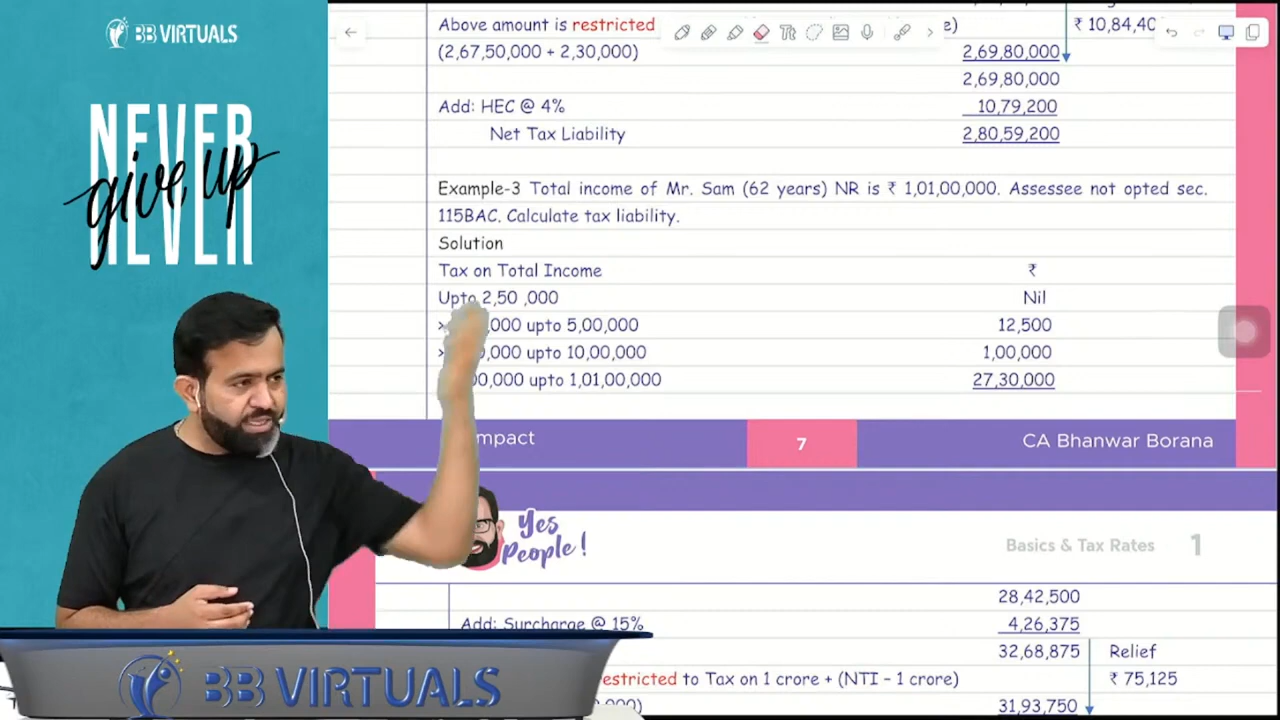 BB VIRTUALS
NEVER
give up
NEVER
Above amount is restricted
e)
₹ 10,84,40
(2,67,50,000 + 2,30,000)
2,69,80,000
2,69,80,000
Add: HEC @ 4%
10,79,200
Net Tax Liability
2,80,59,200
Example-3 Total income of Mr. Sam (62 years) NR is ₹ 1,01,00,000. Assessee not opted sec.
115BAC. Calculate tax liability.
Solution
Tax on Total Income
₹
Upto 2,50 ,000
Nil
,000 upto 5,00,000
12,500
,000 upto 10,00,000
1,00,000
00,000 upto 1,01,00,000
27,30,000
mpact
7
CA Bhanwar Borana
Yes
People !
Basics & Tax Rates 1
28,42,500
Add: Surcharge @ 15%
4,26,375
32,68,875
Relief
estricted to Tax on 1 crore + (NTI - 1 crore)
₹ 75,125
,000)
31,93,750
BB VIRTUALS